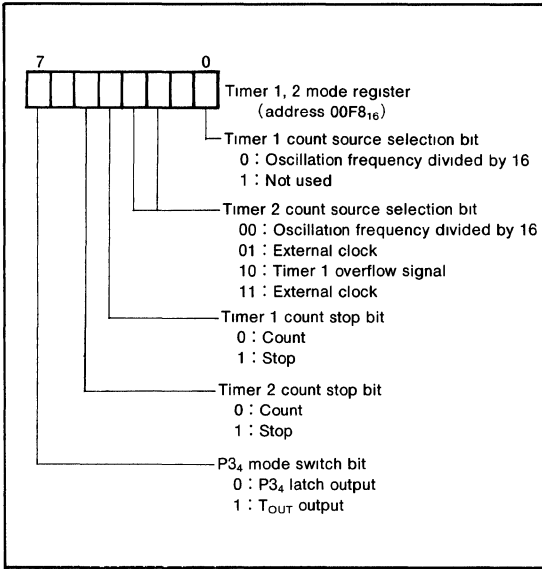 7 0
Timer 1, 2 mode register
(address 00F8₁₆)
Timer 1 count source selection bit
0 : Oscillation frequency divided by 16
1 : Not used
Timer 2 count source selection bit
00 : Oscillation frequency divided by 16
01 : External clock
10 : Timer 1 overflow signal
11 : External clock
Timer 1 count stop bit
0 : Count
1 : Stop
Timer 2 count stop bit
0 : Count
1 : Stop
P3₄ mode switch bit
0 : P3₄ latch output
1 : T_OUT output